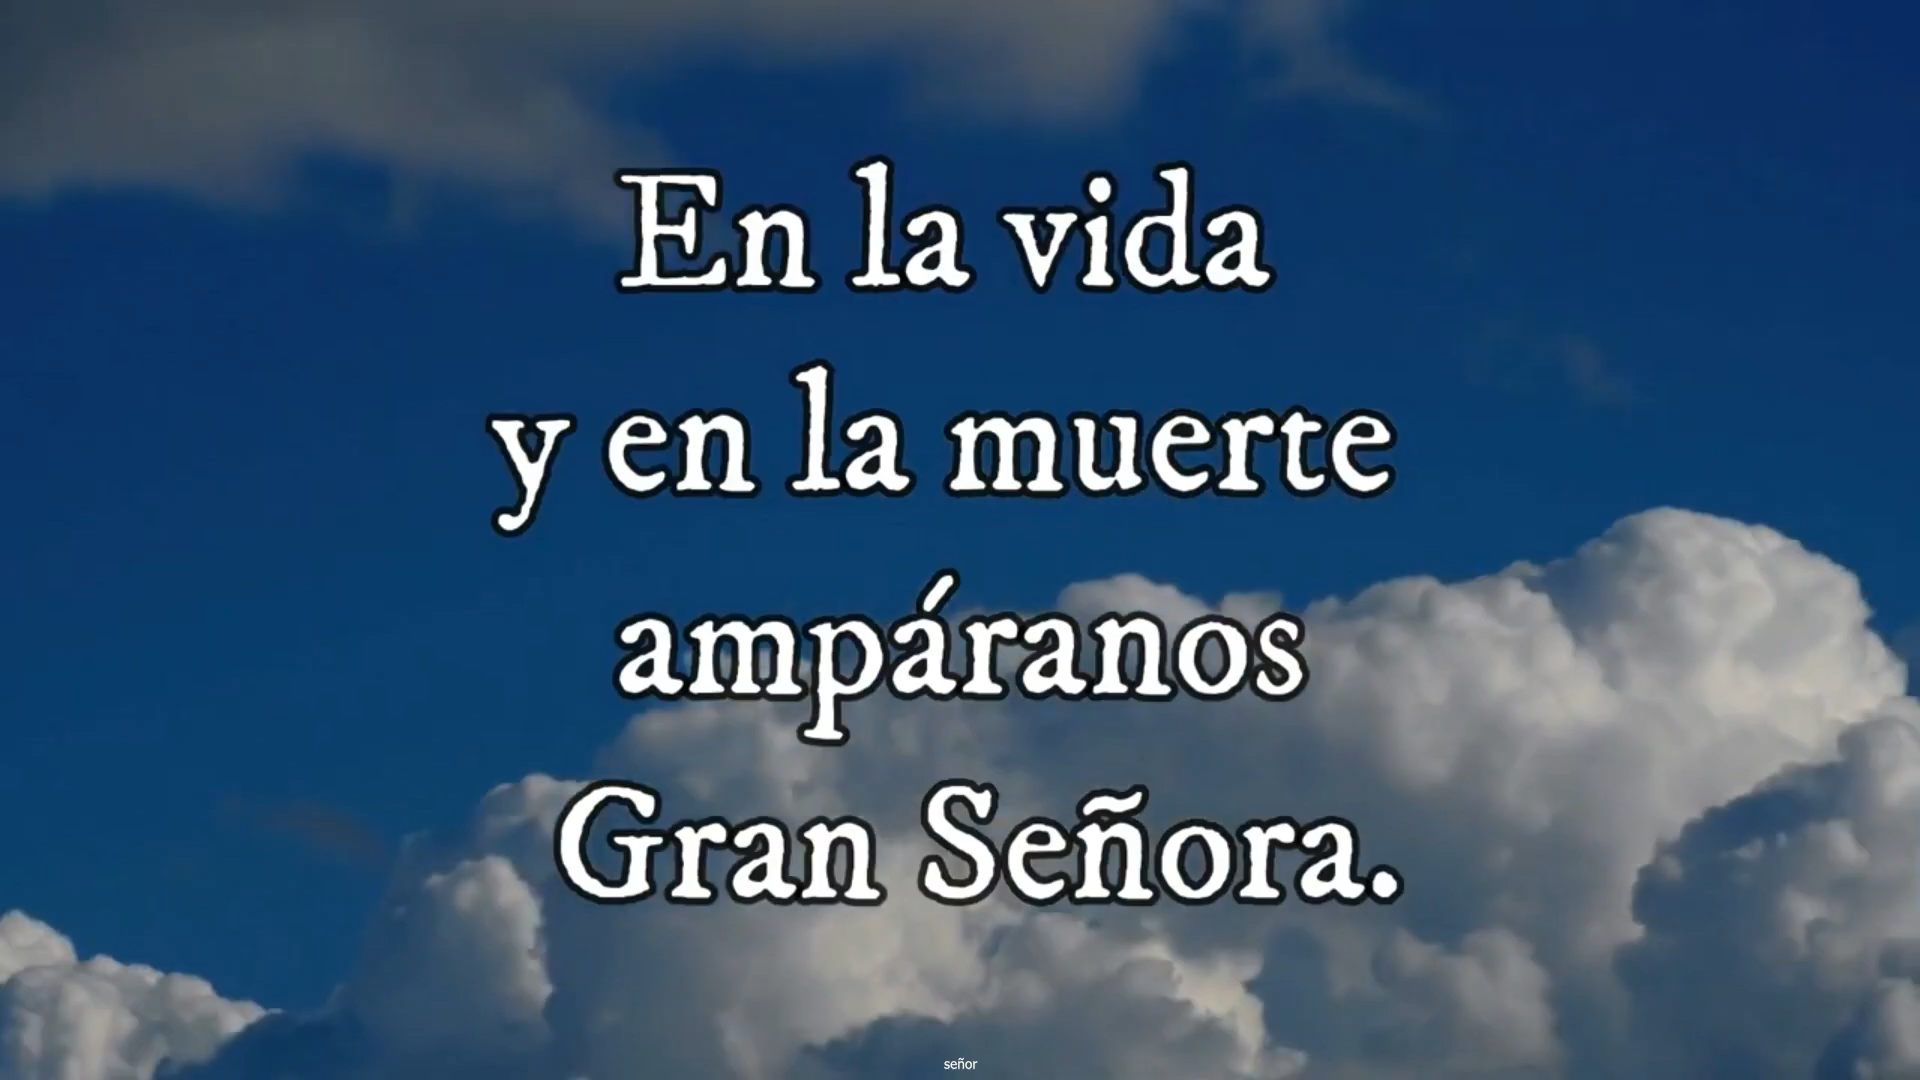 En la vida
y en la muerte
ampáranos
Gran Señora.
señor